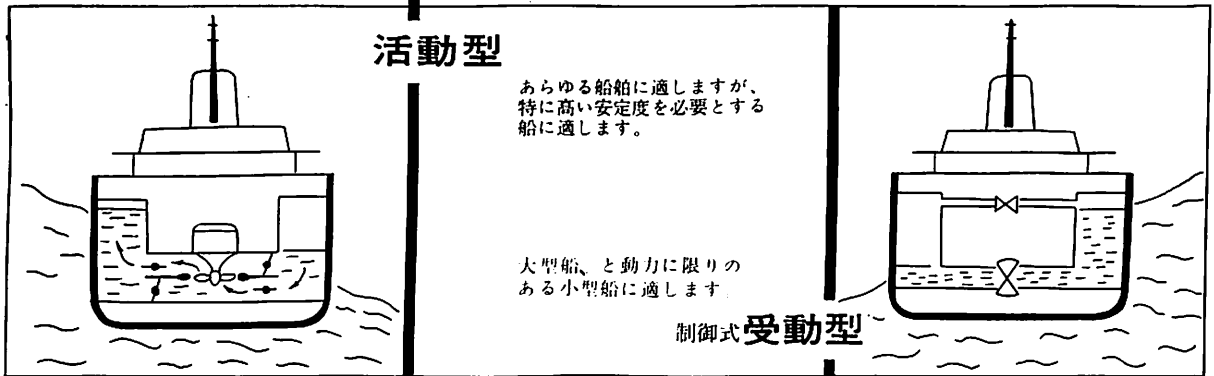 活動型
あらゆる船舶に適しますが、
特に高い安定度を必要とする
船に適します。
大型船、と動力に限りの
ある小型船に適します
制御式受動型